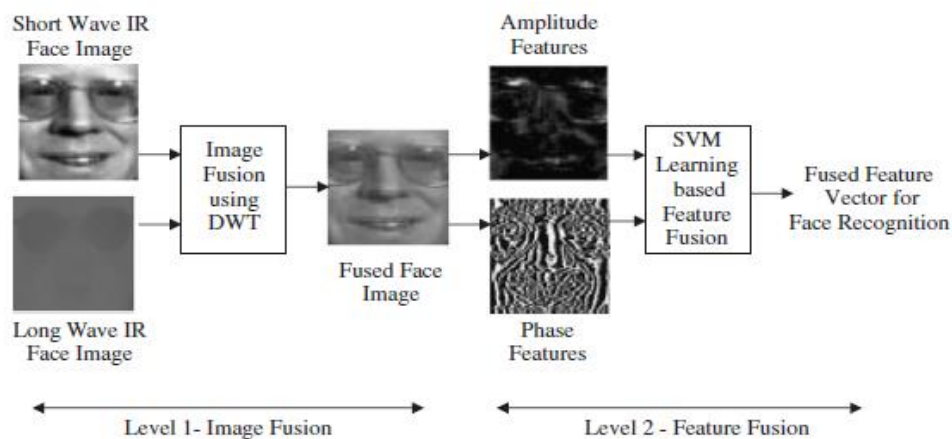 Short Wave IR
Face Image
Long Wave IR
Face Image
Image
Fusion
using
DWT
Fused Face
Image
Amplitude
Features
Phase
Features
SVM
Learning
based
Feature
Fusion
Fused Feature
Vector for
Face Recognition
Level 1- Image Fusion
Level 2 - Feature Fusion